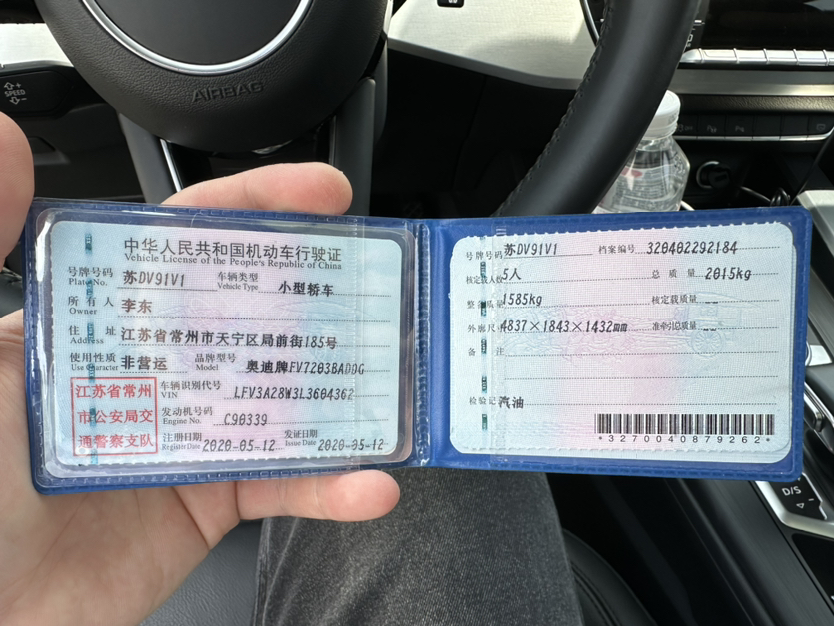 SPEED
AIRBAG
中华人民共和国机动车行驶证
Vehicle License of the People's Republic of China
号牌号码 苏DV91V1 车辆类型 小型轿车
Plate No. Vehicle Type
所有人 李东
Owner
住址 江苏省常州市天宁区局前街185号
Address
使用性质 非营运 品牌型号 奥迪牌FV7203BADDG
Use Character Model
江苏省常州
市公安局交
通警察支队
车辆识别代号 LFV3A28W3L3604362
VIN
发动机号码 C90339
Engine No.
注册日期 2020-05-12 发证日期 2020-05-12
Register Date Issue Date
号牌号码 苏DV91V1 档案编号 320402292184
核定载人数 5人 总质量 2015kg
整备质量 1585kg 核定载质量 --
外廓尺寸 4837×1843×1432mm 准牵引总质量 --
备注
检验记录 汽油
*3270040879262*
D/S